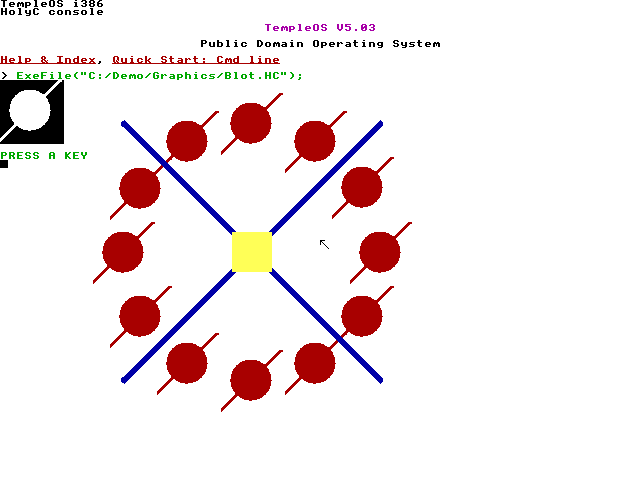 TempleOS i386
HolyC console
TempleOS V5.03
Public Domain Operating System
Help & Index, Quick Start: Cmd line
> ExeFile("C:/Demo/Graphics/Blot.HC");
PRESS A KEY